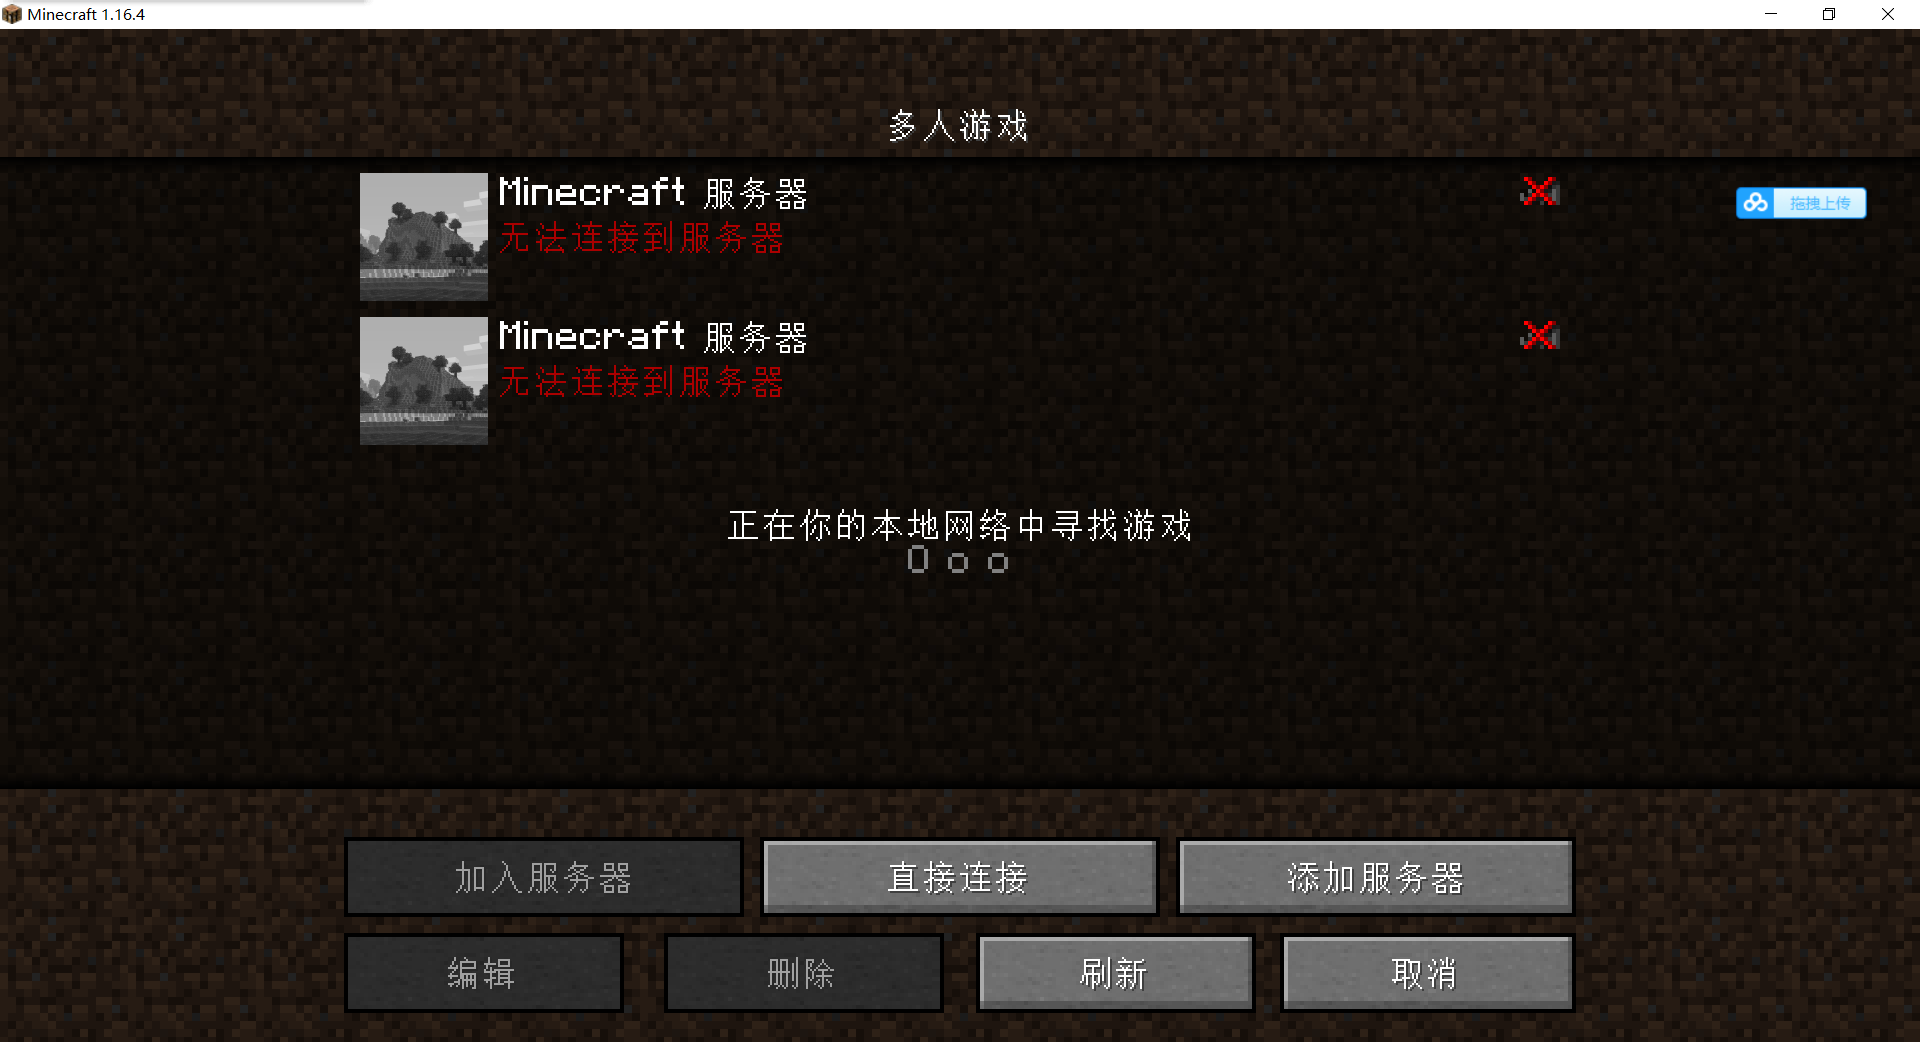 Minecraft 1.16.4
多人游戏
Minecraft 服务器
无法连接到服务器
拖拽上传
Minecraft 服务器
无法连接到服务器
正在你的本地网络中寻找游戏
O o o
加入服务器
直接连接
添加服务器
编辑
删除
刷新
取消